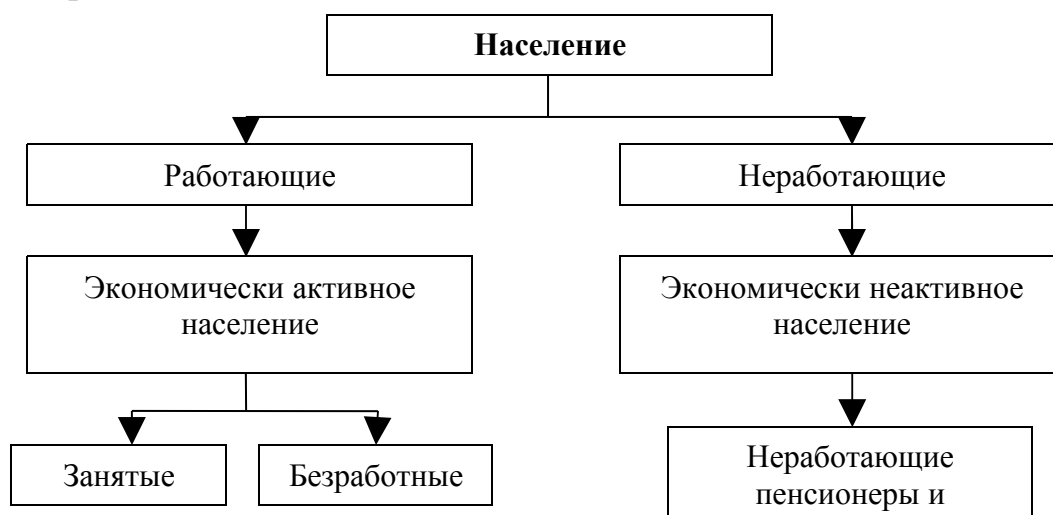 Население
Работающие
Неработающие
Экономически активное
население
Экономически неактивное
население
Занятые
Безработные
Неработающие
пенсионеры и